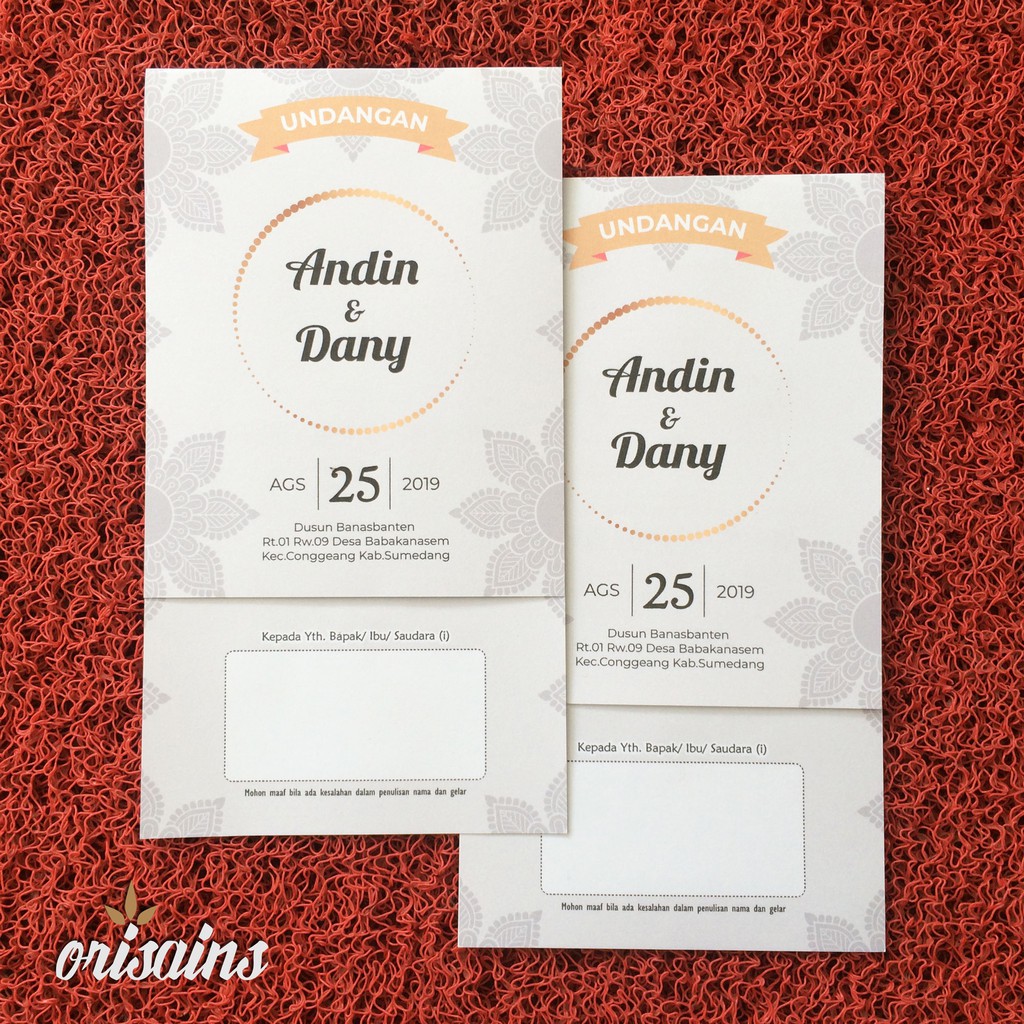 UNDANGAN
Andin
&
Dany
AGS 25 2019
Dusun Banasbanten
Rt.01 Rw.09 Desa Babakanasem
Kec.Conggeang Kab.Sumedang
Kepada Yth. Bapak/ Ibu/ Saudara (i)
Mohon maaf bila ada kesalahan dalam penulisan nama dan gelar
UNDANGAN
Andin
&
Dany
AGS 25 2019
Dusun Banasbanten
Rt.01 Rw.09 Desa Babakanasem
Kec.Conggeang Kab.Sumedang
Kepada Yth. Bapak/ Ibu/ Saudara (i)
Mohon maaf bila ada kesalahan dalam penulisan nama dan gelar
orisains